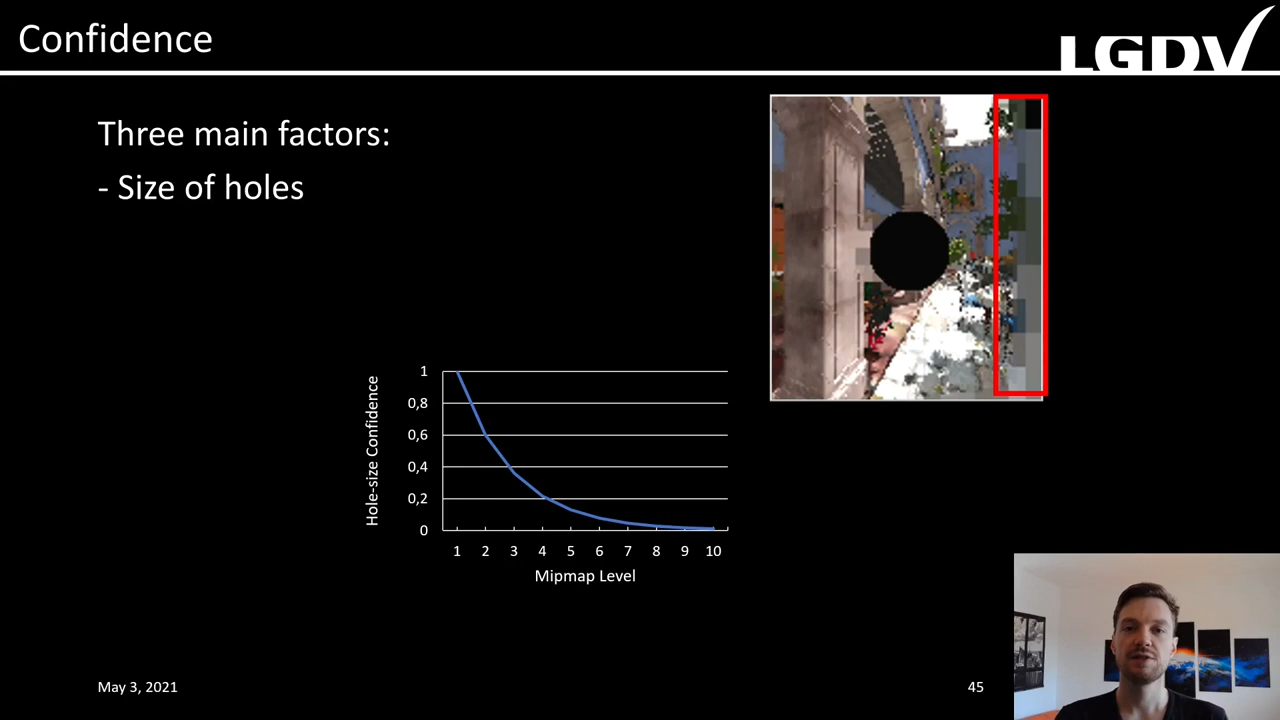 Confidence
LGDV
Three main factors:
- Size of holes
Hole-size Confidence
1
0,8
0,6
0,4
0,2
0
1 2 3 4 5 6 7 8 9 10
Mipmap Level
May 3, 2021
45